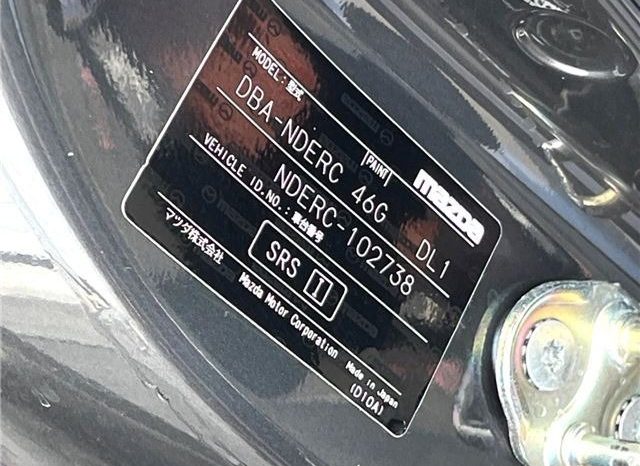 mazda
MODEL:型式 PAINT
DBA-NDERC 46G DL1
VEHICLE ID.NO.:車台番号
NDERC-102738
SRS I
マツダ株式会社 Mazda Motor Corporation Made in Japan
(D10A)